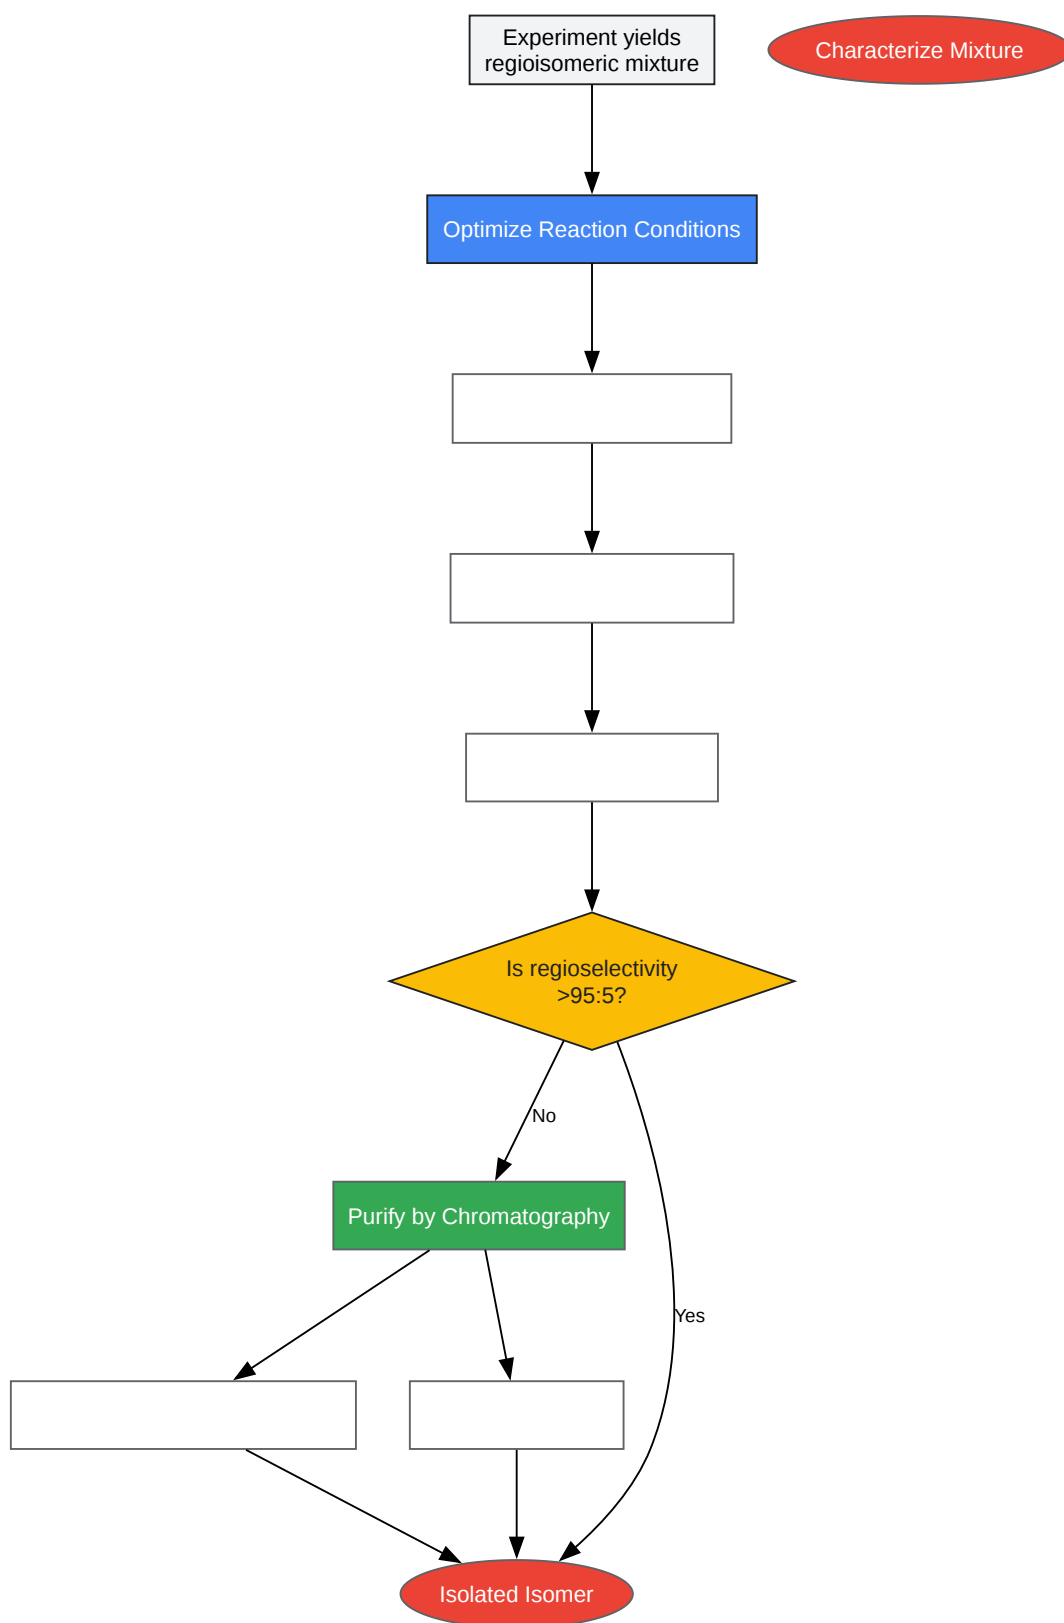 Experiment yields
regioisomeric mixture
Characterize Mixture
Optimize Reaction Conditions
Is regioselectivity
>95:5?
No
Purify by Chromatography
Yes
Isolated Isomer